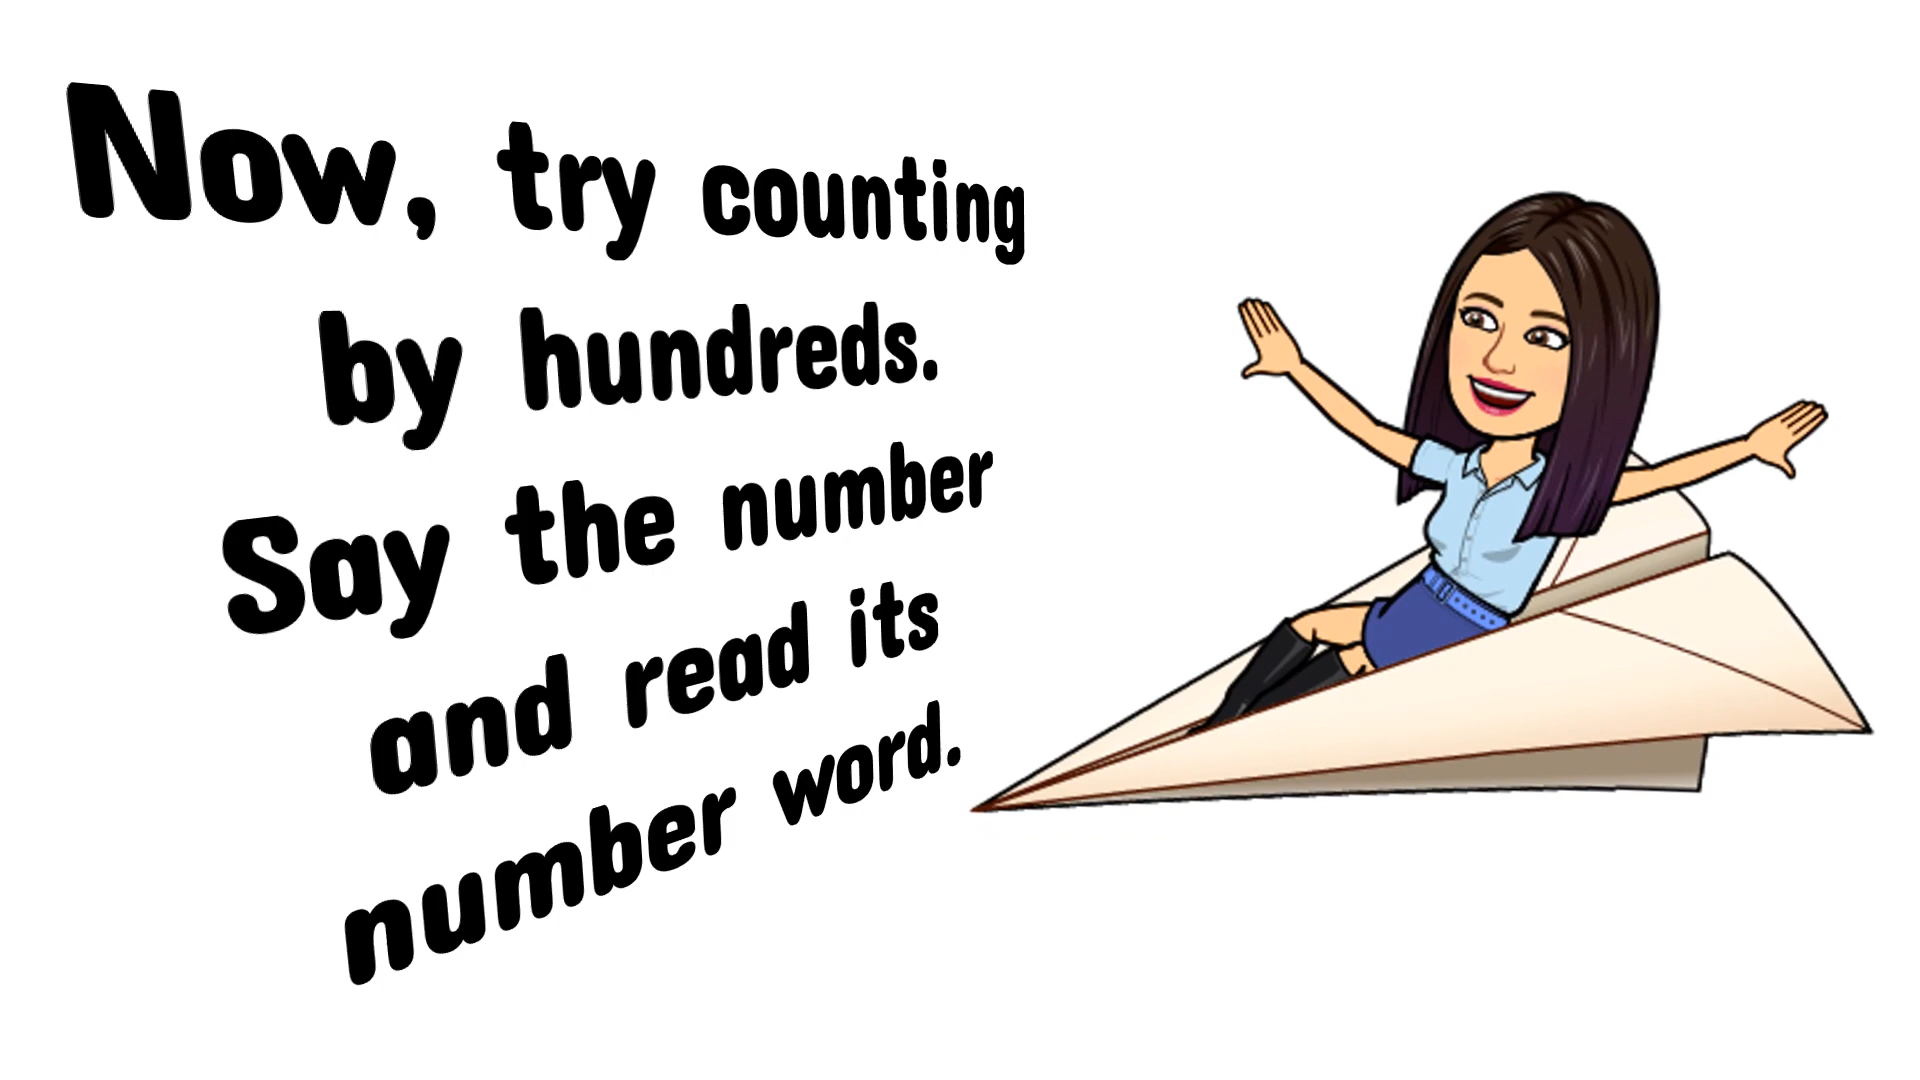 Now, try counting
by hundreds.
Say the number
and read its
number word.